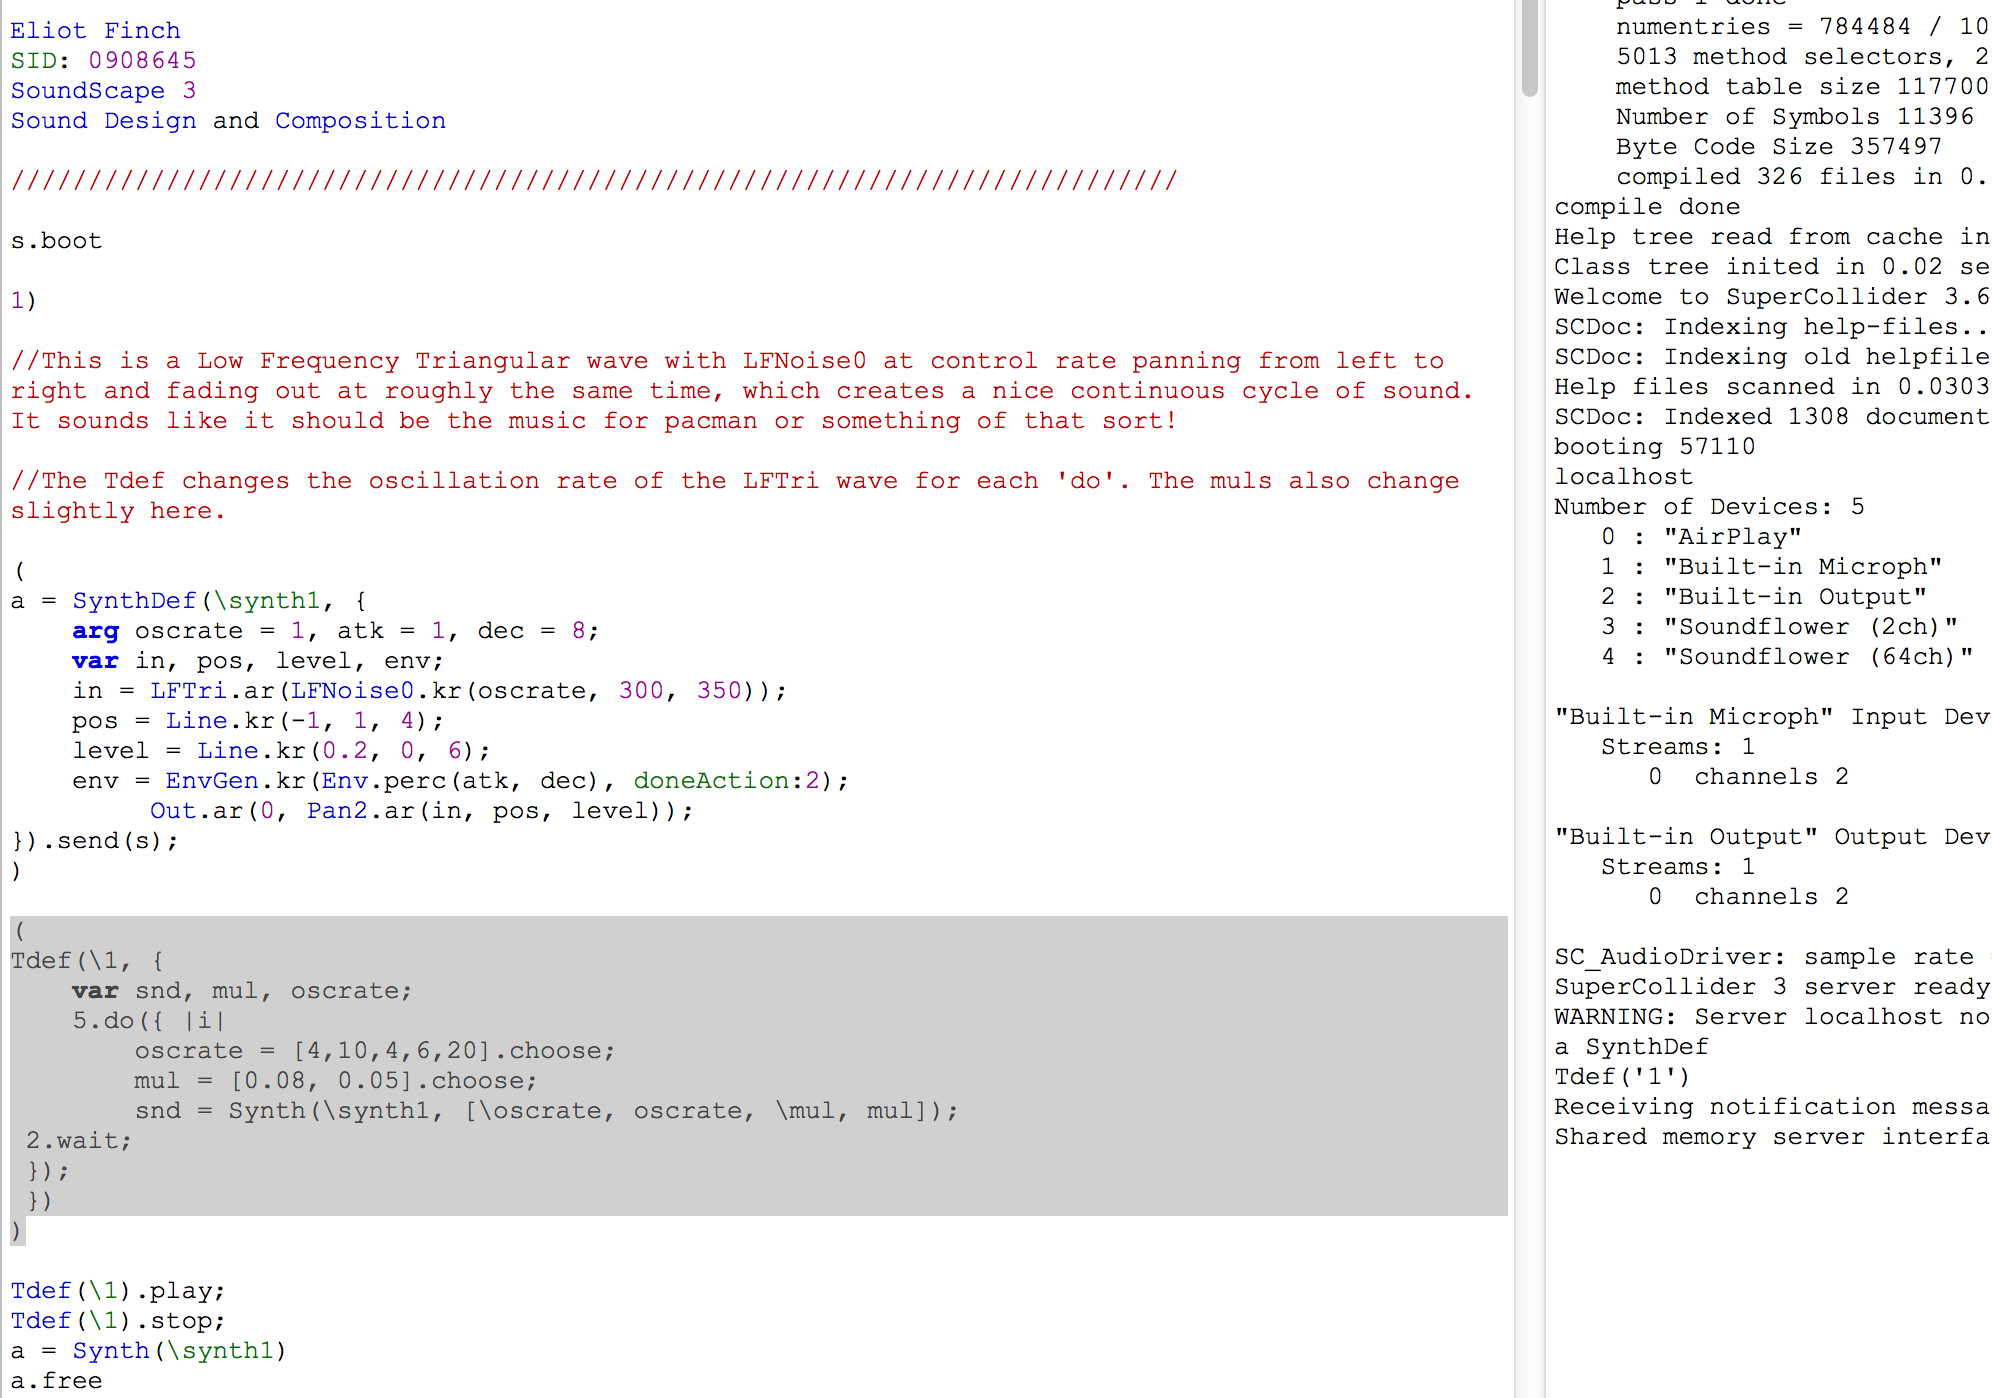 Eliot Finch
SID: 0908645
SoundScape 3
Sound Design and Composition
///////////////////////////////////////////////////////////////////////////
s.boot
1)
//This is a Low Frequency Triangular wave with LFNoise0 at control rate panning from left to
right and fading out at roughly the same time, which creates a nice continuous cycle of sound.
It sounds like it should be the music for pacman or something of that sort!
//The Tdef changes the oscillation rate of the LFTri wave for each 'do'. The muls also change
slightly here.
(
a = SynthDef(\synth1, {
    arg oscrate = 1, atk = 1, dec = 8;
    var in, pos, level, env;
    in = LFTri.ar(LFNoise0.kr(oscrate, 300, 350));
    pos = Line.kr(-1, 1, 4);
    level = Line.kr(0.2, 0, 6);
    env = EnvGen.kr(Env.perc(atk, dec), doneAction:2);
         Out.ar(0, Pan2.ar(in, pos, level));
}).send(s);
)
(
Tdef(\1, {
    var snd, mul, oscrate;
    5.do({ |i|
        oscrate = [4,10,4,6,20].choose;
        mul = [0.08, 0.05].choose;
        snd = Synth(\synth1, [\oscrate, oscrate, \mul, mul]);
 2.wait;
 });
 })
)
Tdef(\1).play;
Tdef(\1).stop;
a = Synth(\synth1)
a.free
pass 1 done
numentries = 784484 / 10
5013 method selectors, 2
method table size 117700
Number of Symbols 11396
Byte Code Size 357497
compiled 326 files in 0.
compile done
Help tree read from cache in
Class tree inited in 0.02 se
Welcome to SuperCollider 3.6
SCDoc: Indexing help-files..
SCDoc: Indexing old helpfile
Help files scanned in 0.0303
SCDoc: Indexed 1308 document
booting 57110
localhost
Number of Devices: 5
   0 : "AirPlay"
   1 : "Built-in Microph"
   2 : "Built-in Output"
   3 : "Soundflower (2ch)"
   4 : "Soundflower (64ch)"
"Built-in Microph" Input Dev
   Streams: 1
      0  channels 2
"Built-in Output" Output Dev
   Streams: 1
      0  channels 2
SC_AudioDriver: sample rate
SuperCollider 3 server ready
WARNING: Server localhost no
a SynthDef
Tdef('1')
Receiving notification messa
Shared memory server interfa